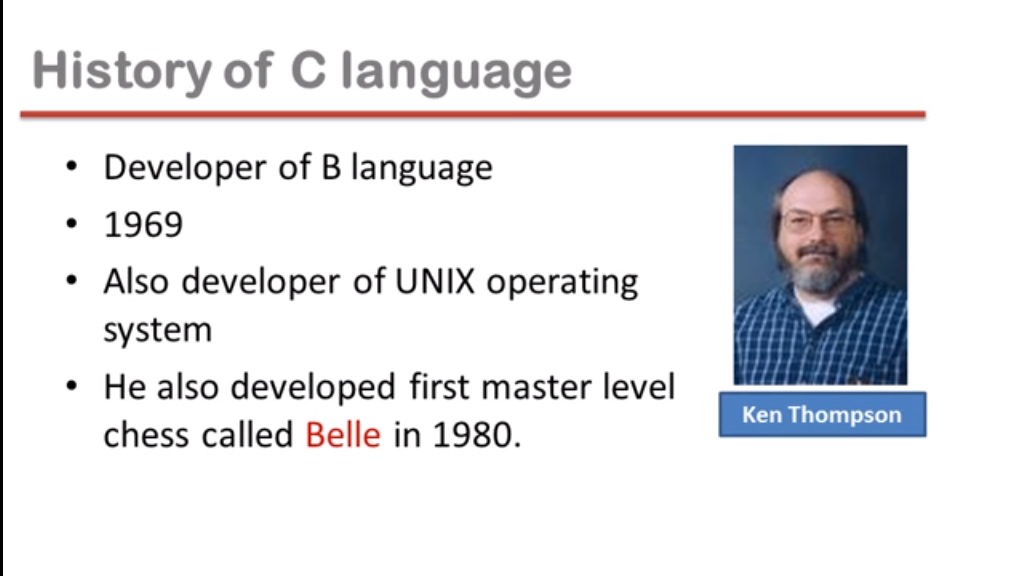 History of C language
• Developer of B language
• 1969
• Also developer of UNIX operating
system
• He also developed first master level
chess called Belle in 1980.
Ken Thompson